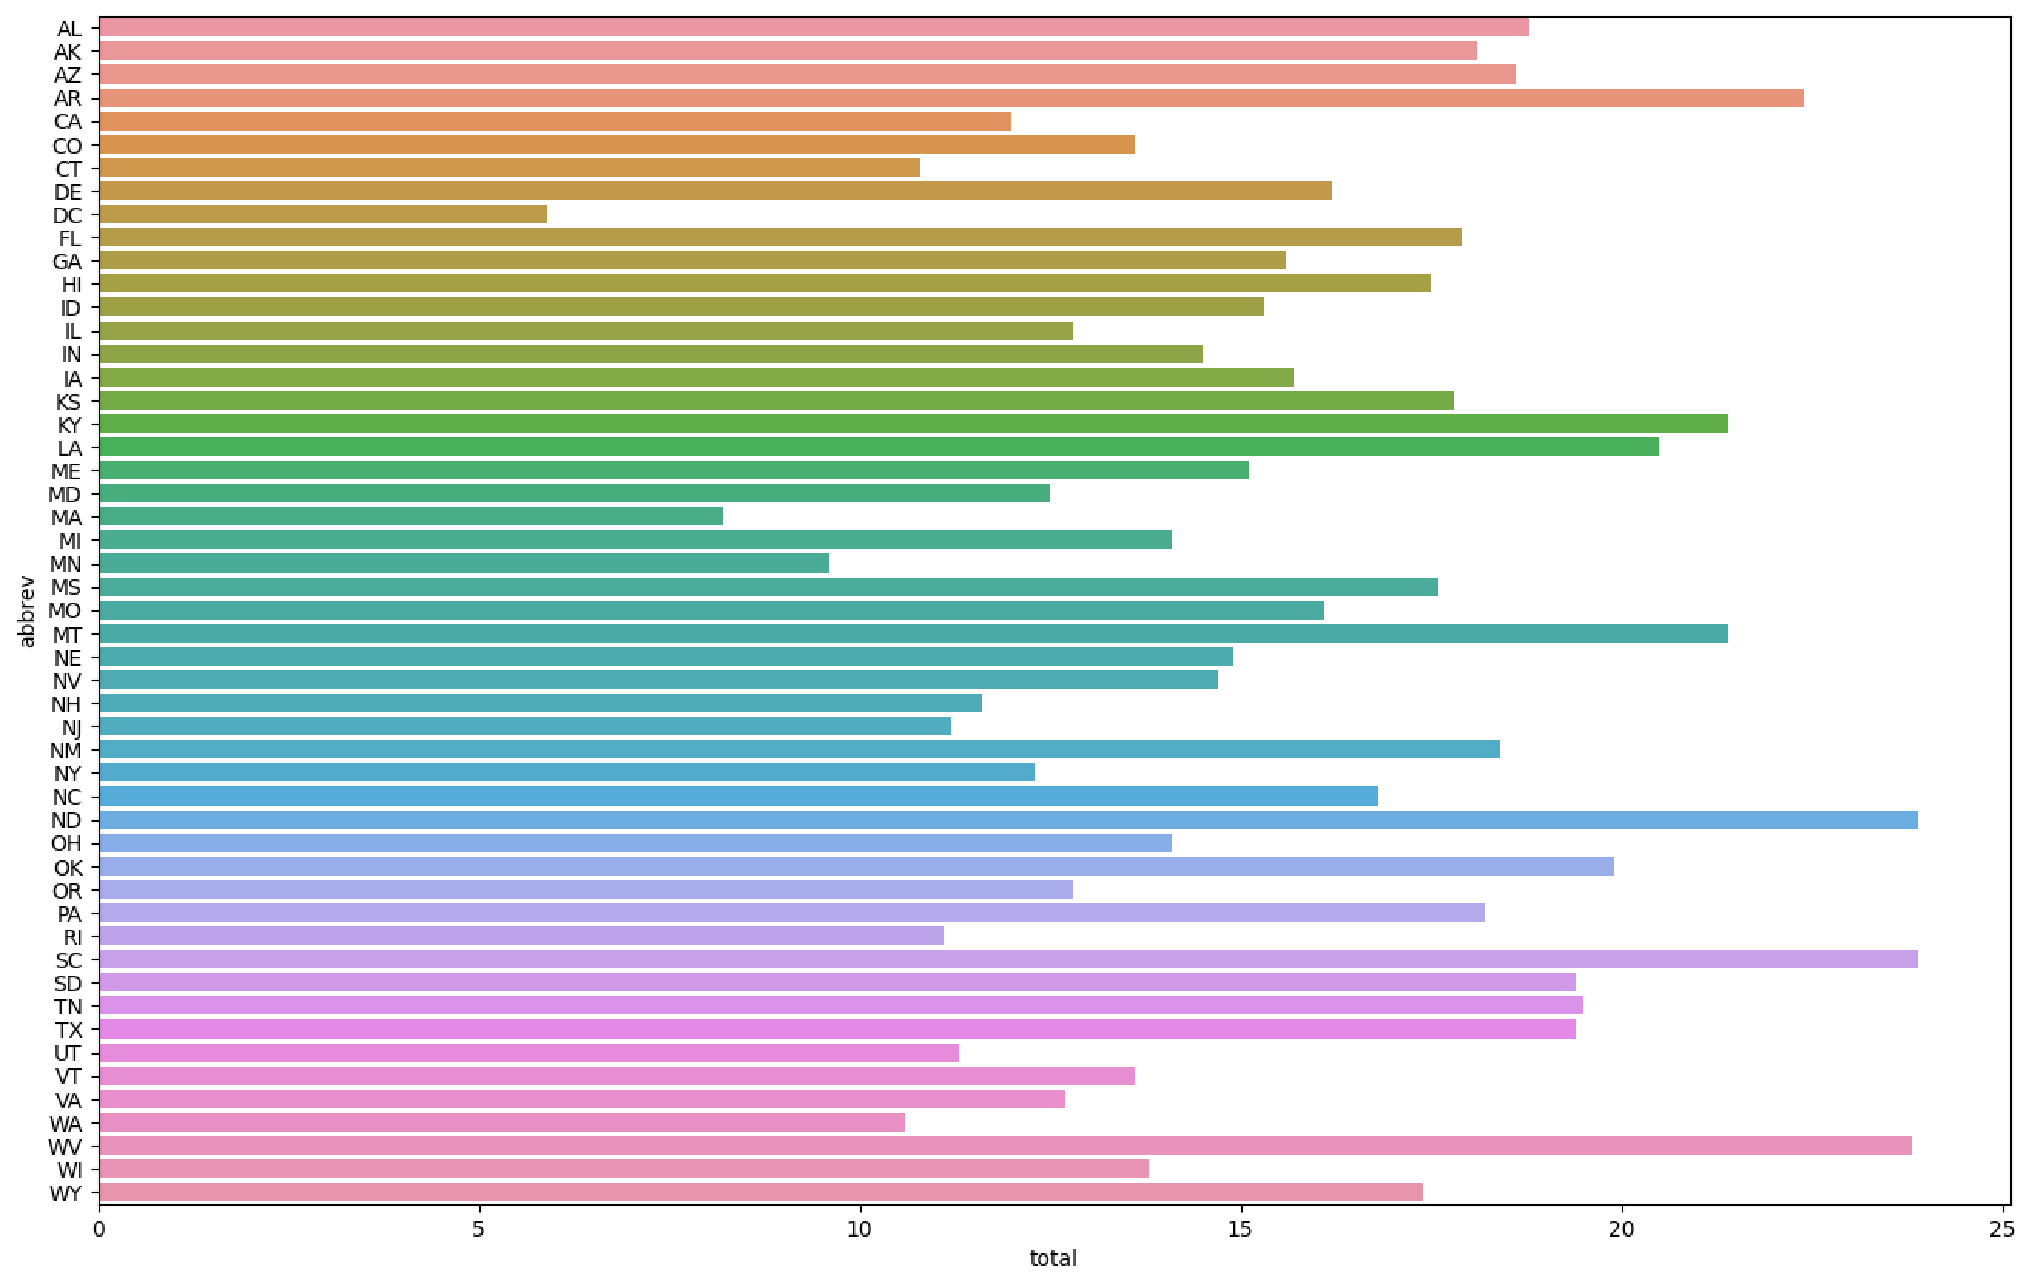 AL
AK
AZ
AR
CA
CO
CT
DE
DC
FL
GA
HI
ID
IL
IN
IA
KS
KY
LA
ME
MD
MA
MI
MN
MS
MO
MT
NE
NV
NH
NJ
NM
NY
NC
ND
OH
OK
OR
PA
RI
SC
SD
TN
TX
UT
VT
VA
WA
WV
WI
WY
abbrev
0 5 10 15 20 25
total